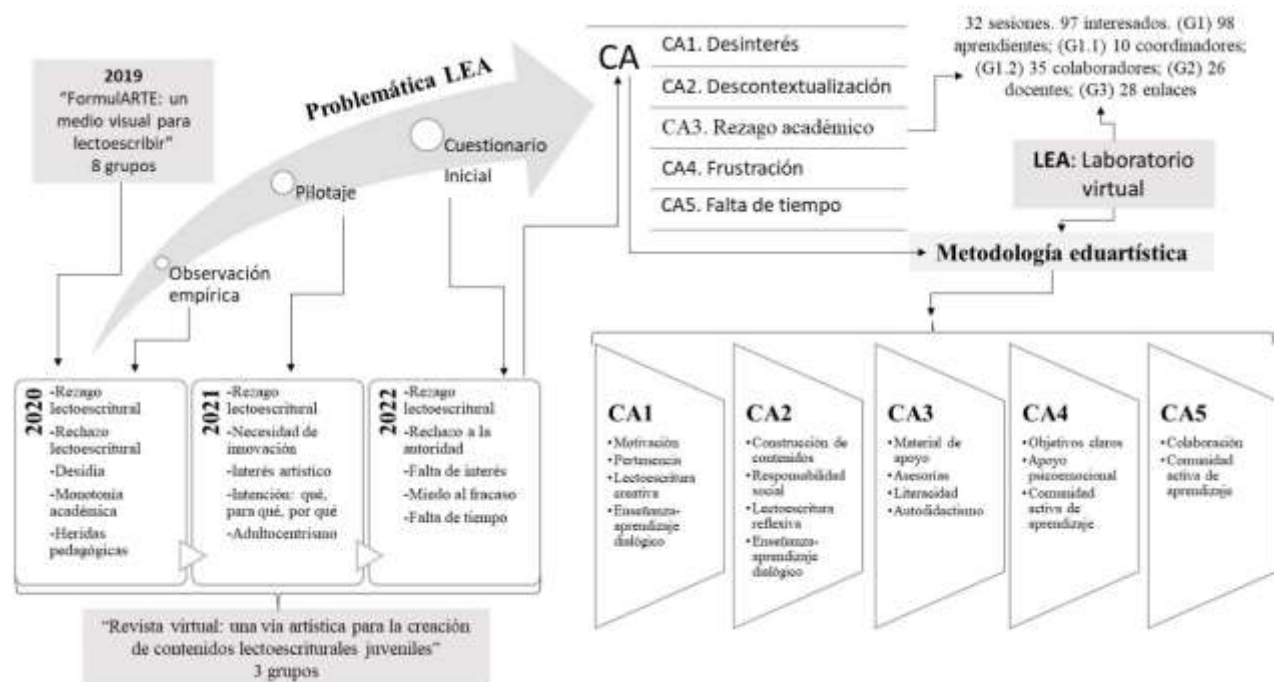 2019
"FormulARTE: un
medio visual para
lectoescribir"
8 grupos
Problemática LEA
Observación
empírica
Pilotaje
Cuestionario
Inicial
2020
-Rezago
lectoescritural
-Rechazo
lectoescritural
-Desidia
-Monotonía
académica
-Heridas
pedagógicas
2021
-Rezago
lectoescritural
-Necesidad de
innovación
-Interés artístico
-Intención: qué,
para qué, por qué
-Adultocentrismo
2022
-Rezago
lectoescritural
-Rechazo a la
autoridad
-Falta de interés
-Miedo al fracaso
-Falta de tiempo
"Revista virtual: una vía artística para la creación
de contenidos lectoescriturales juveniles"
3 grupos
CA
CA1. Desinterés
CA2. Descontextualización
CA3. Rezago académico
CA4. Frustración
CA5. Falta de tiempo
32 sesiones. 97 interesados. (G1) 98
aprendientes; (G1.1) 10 coordinadores;
(G1.2) 35 colaboradores; (G2) 26
docentes; (G3) 28 enlaces
LEA: Laboratorio
virtual
Metodología eduartística
CA1
•Motivación
•Pertinencia
•Lectoescritura
creativa
•Enseñanza-
aprendizaje
dialógico
CA2
•Construcción de
contenidos
•Responsabilidad
social
•Lectoescritura
reflexiva
•Enseñanza-
aprendizaje
dialógico
CA3
•Material de
apoyo
•Asesorías
•Literacidad
•Autodidactismo
CA4
•Objetivos claros
•Apoyo
psicoemocional
•Comunidad
activa de
aprendizaje
CA5
•Colaboración
•Comunidad
activa de
aprendizaje